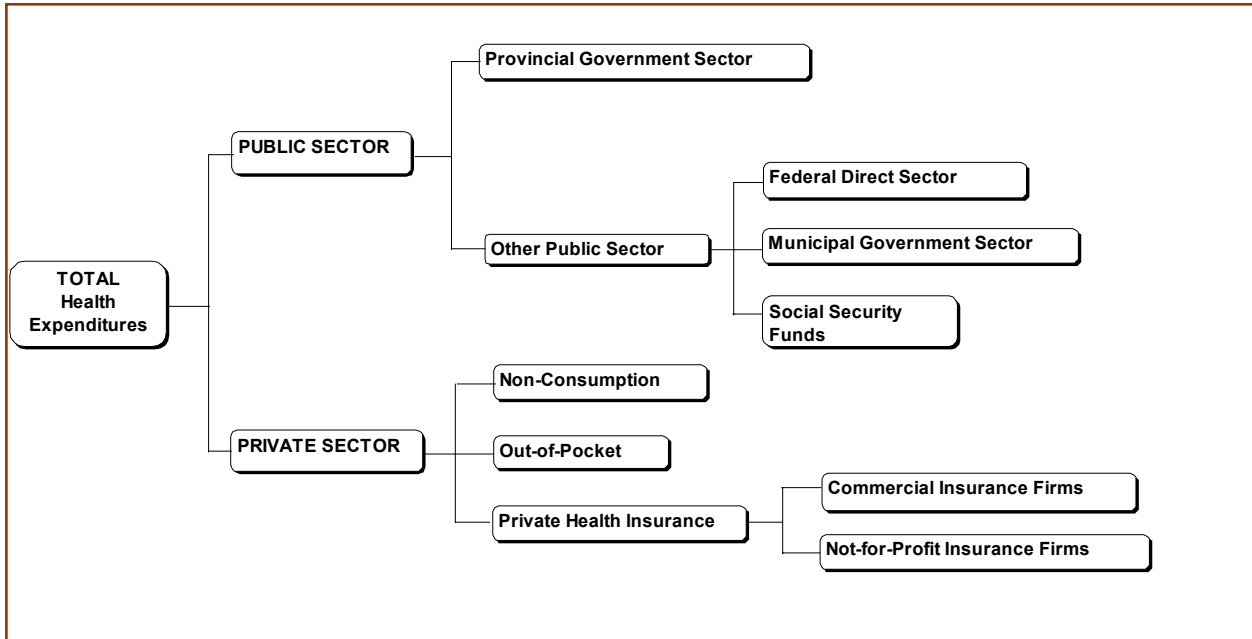 Provincial Government Sector
PUBLIC SECTOR
Federal Direct Sector
Other Public Sector
Municipal Government Sector
TOTAL
Health
Expenditures
Social Security
Funds
Non-Consumption
PRIVATE SECTOR
Out-of-Pocket
Commercial Insurance Firms
Private Health Insurance
Not-for-Profit Insurance Firms